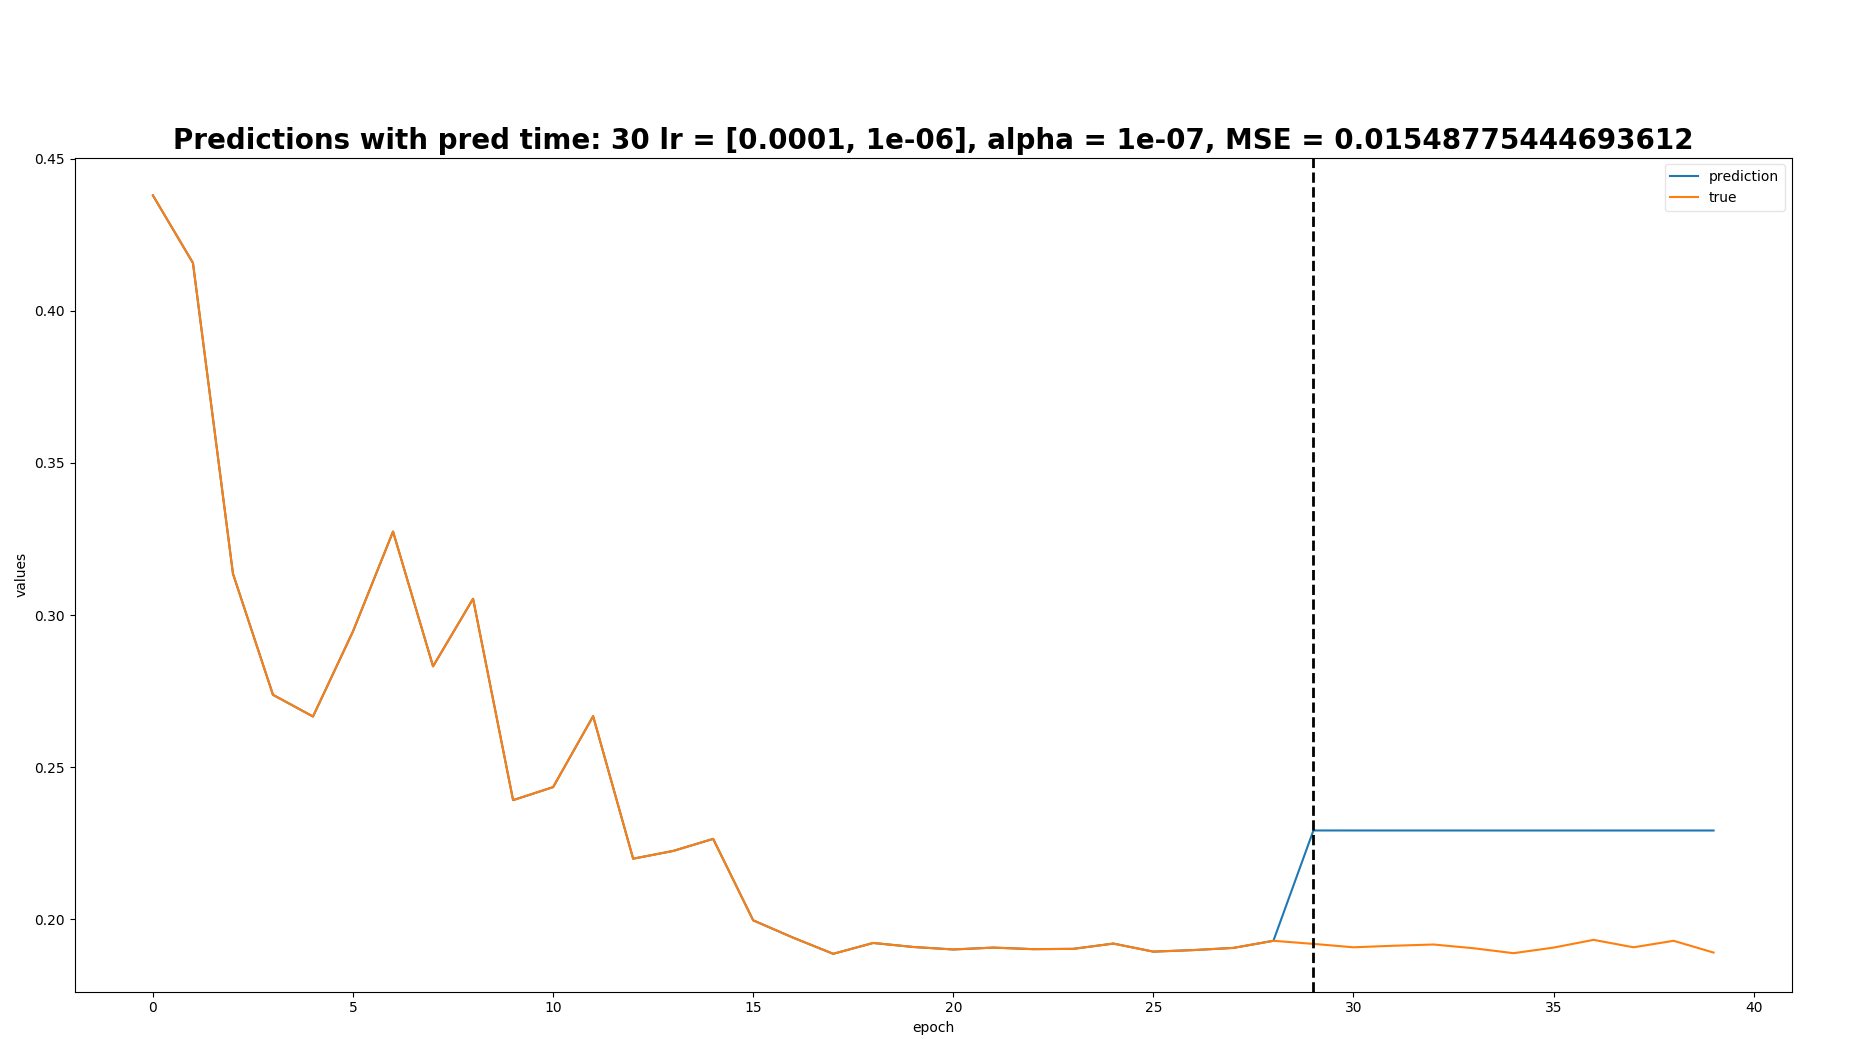 Predictions with pred time: 30 lr = [0.0001, 1e-06], alpha = 1e-07, MSE = 0.01548775444693612
0.45
0.40
0.35
0.30
0.25
0.20
values
prediction
true
0 5 10 15 20 25 30 35 40
epoch